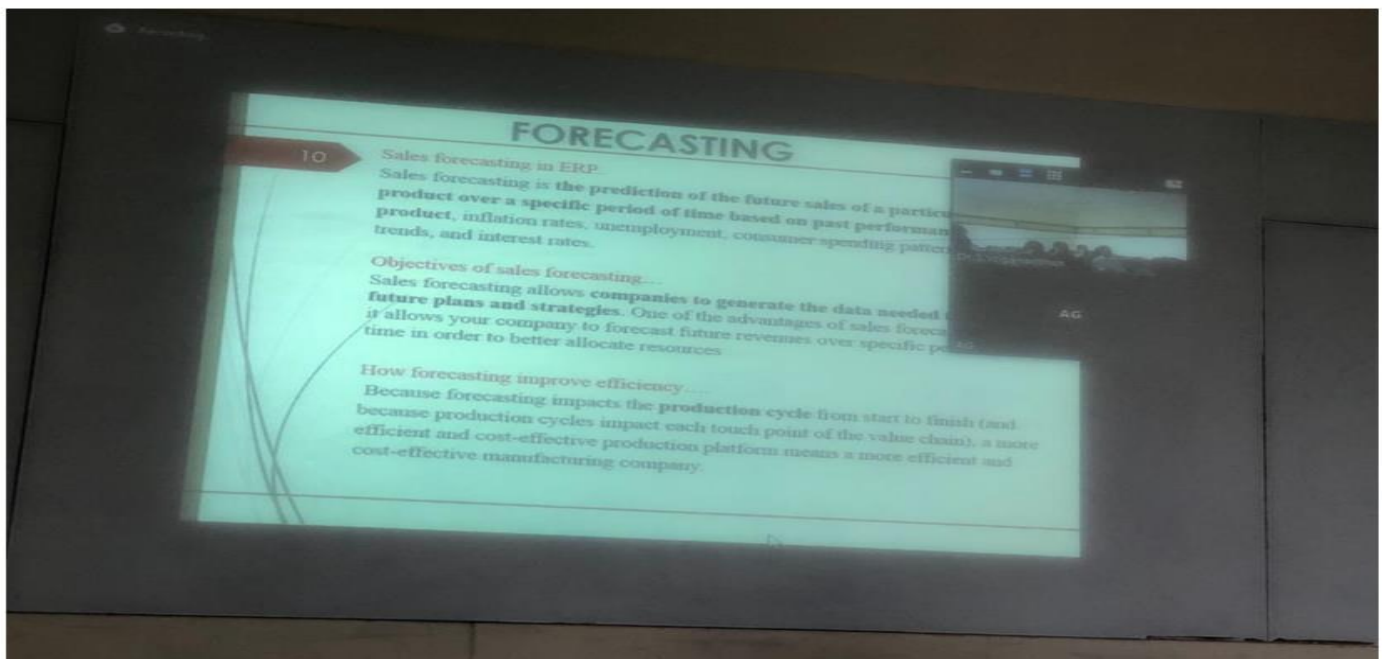 Recording
FORECASTING
10
Sales forecasting in ERP
Sales forecasting is the prediction of the future sales of a
product over a specific period of time based on past
product, inflation rates, unemployment, consumer spending
trends, and interest rates.
Objectives of sales forecasting...
Sales forecasting allows companies to generate the data needed
future plans and strategies. One of the advantages of sales
it allows your company to forecast future revenues over specific
time in order to better allocate resources
How forecasting improve efficiency....
Because forecasting impacts the production cycle from start to finish (and
because production cycles impact each touch point of the value chain), a more
efficient and cost-effective production platform means a more efficient and
cost-effective manufacturing company.
AG
AG